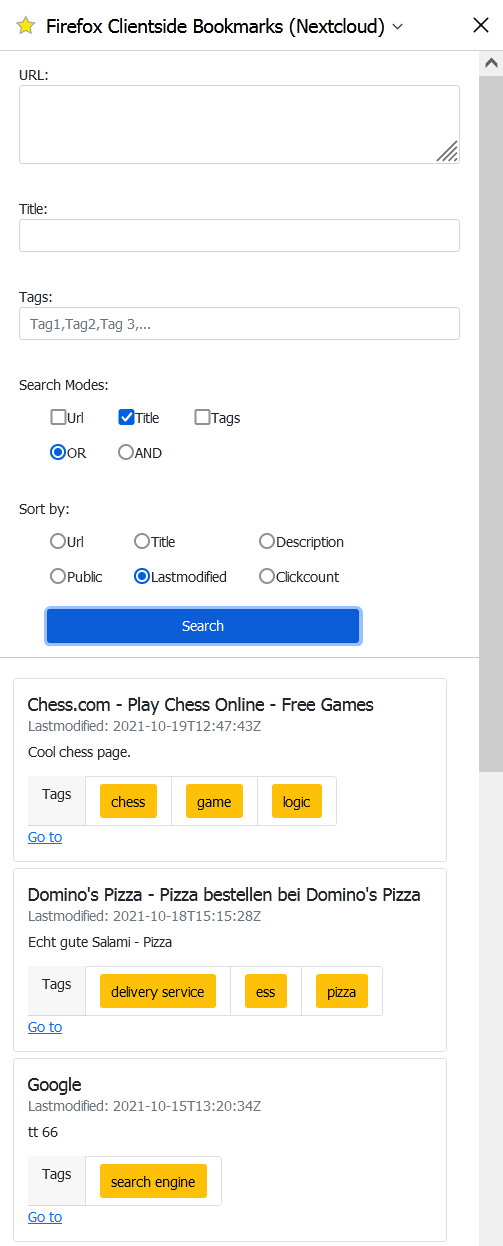 Firefox Clientside Bookmarks (Nextcloud)
URL:
Title:
Tags:
Tag1,Tag2,Tag 3,...
Search Modes:
Url Title Tags
OR AND
Sort by:
Url Title Description
Public Lastmodified Clickcount
Search
Chess.com - Play Chess Online - Free Games
Lastmodified: 2021-10-19T12:47:43Z
Cool chess page.
Tags chess game logic
Go to
Domino's Pizza - Pizza bestellen bei Domino's Pizza
Lastmodified: 2021-10-18T15:15:28Z
Echt gute Salami - Pizza
Tags delivery service ess pizza
Go to
Google
Lastmodified: 2021-10-15T13:20:34Z
tt 66
Tags search engine
Go to